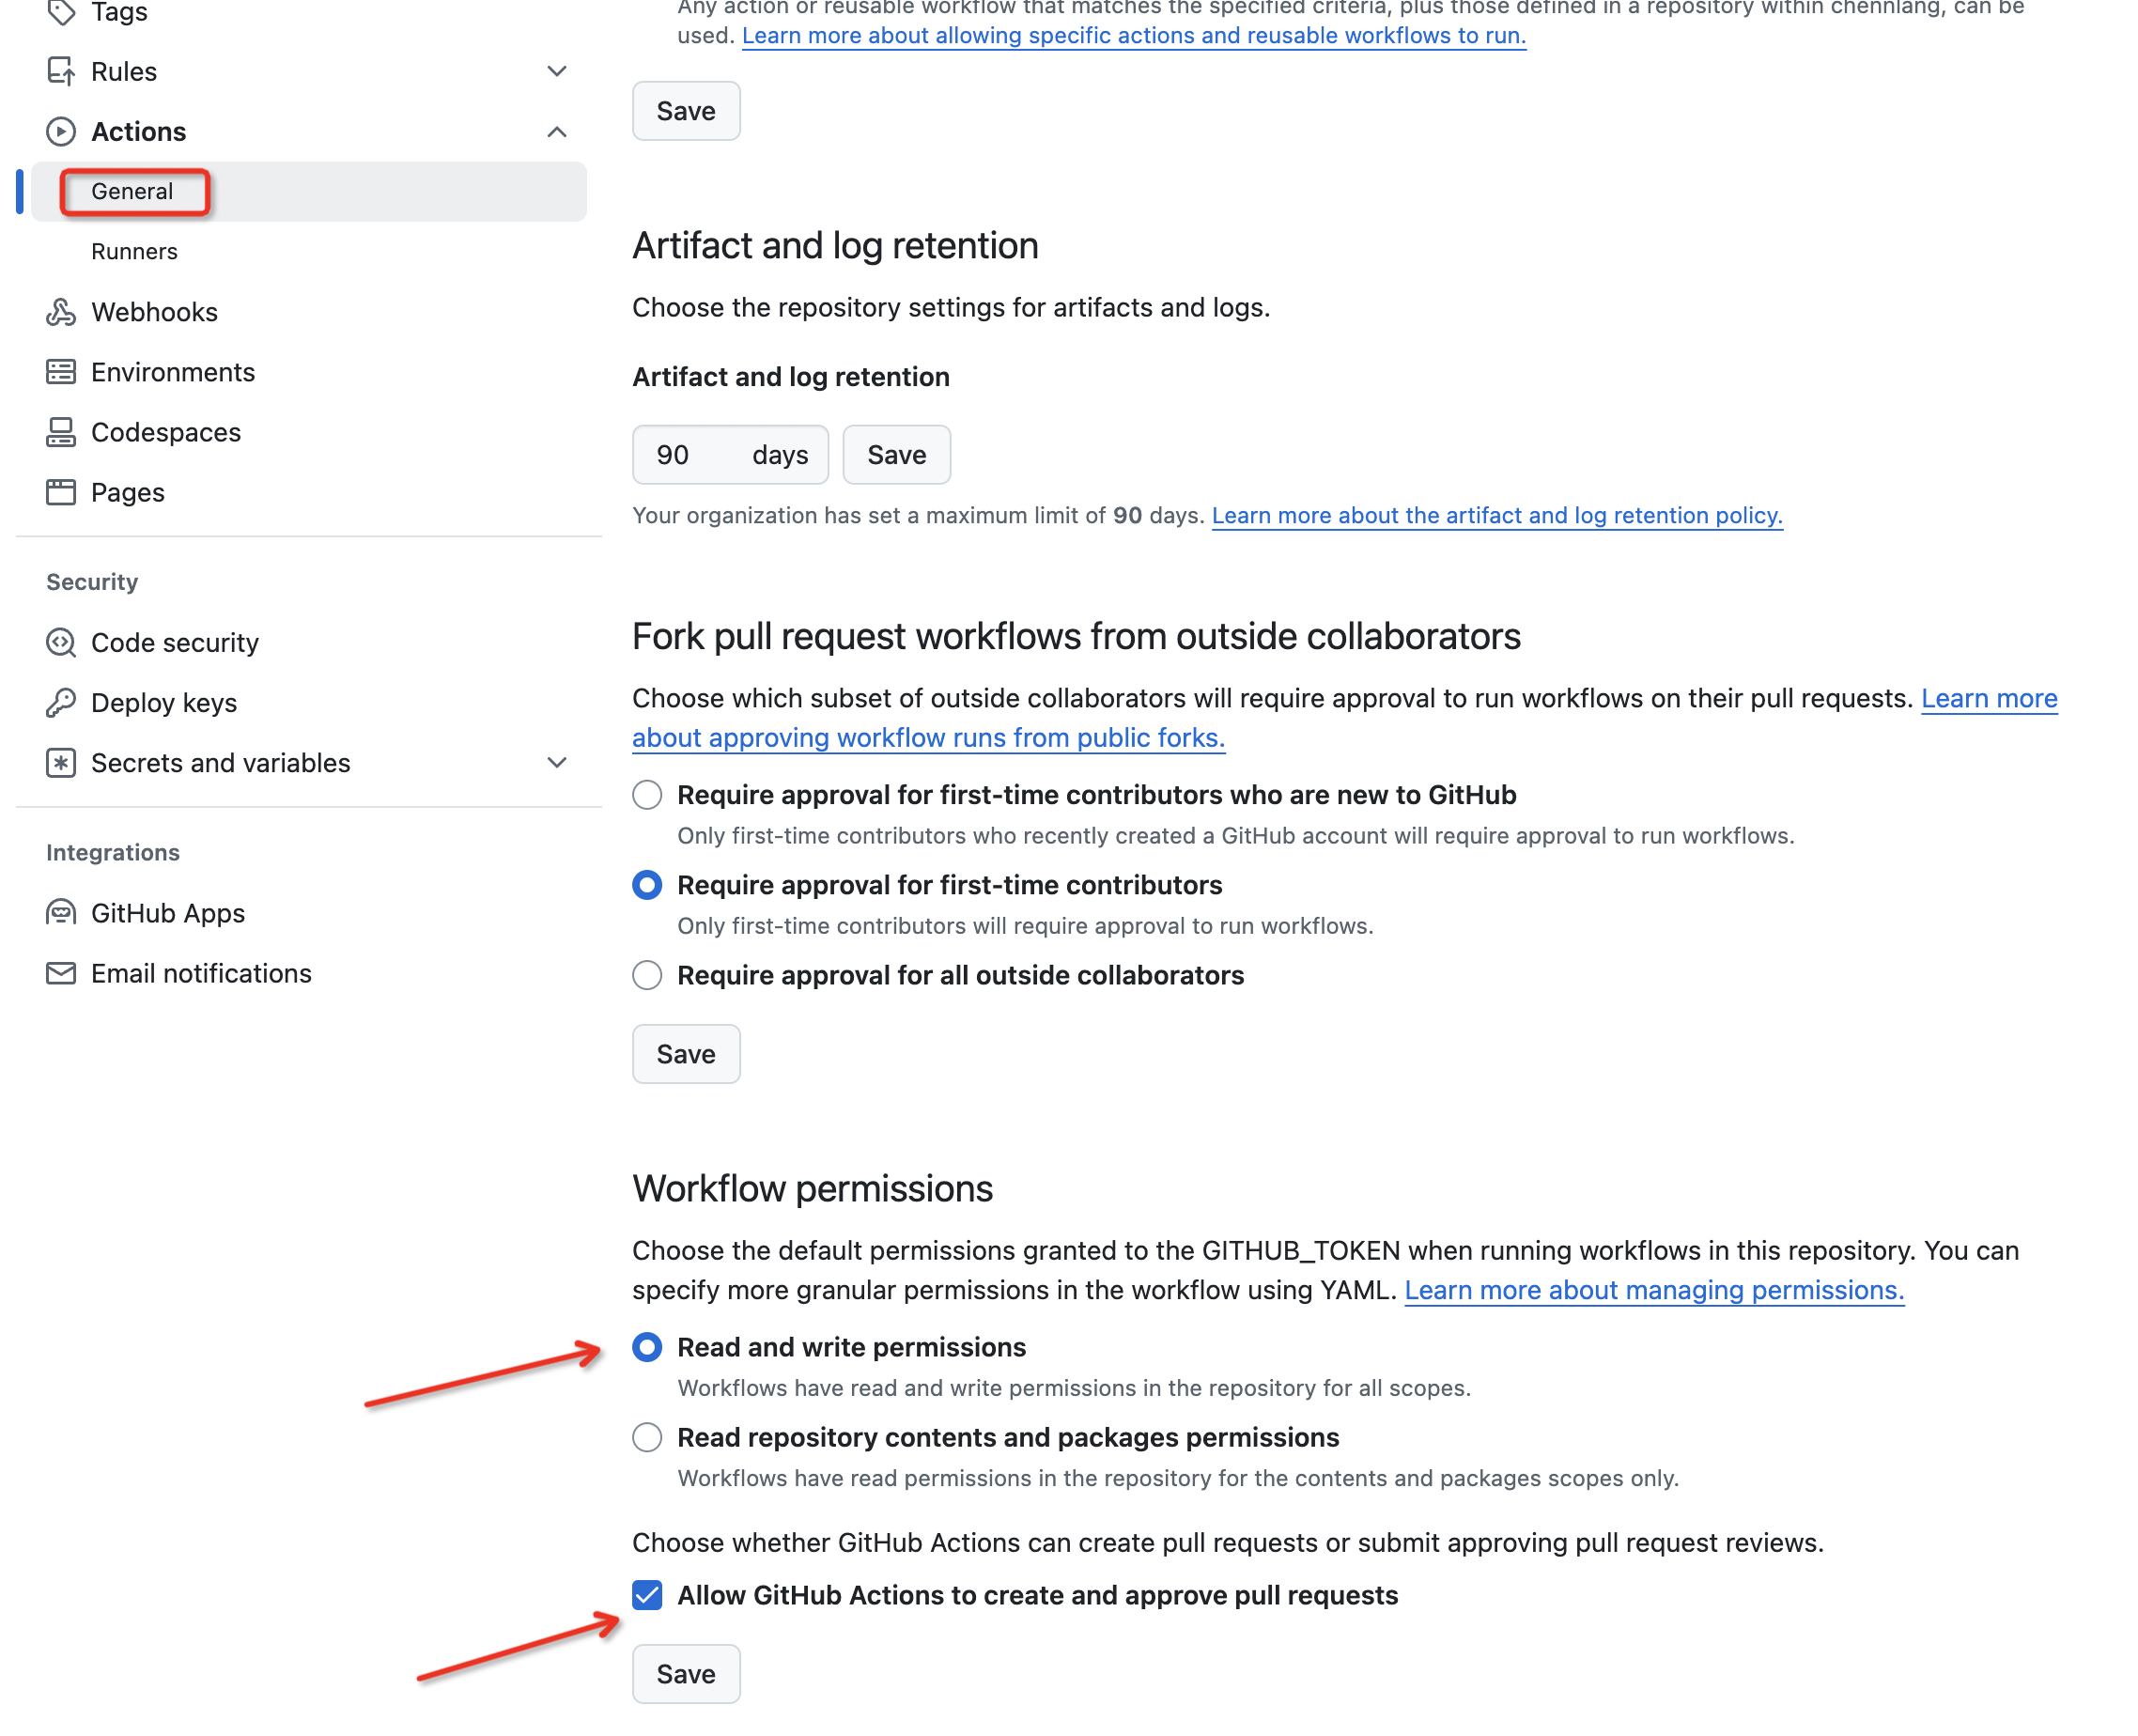 Tags
Rules
Actions
General
Runners
Webhooks
Environments
Codespaces
Pages
Security
Code security
Deploy keys
Secrets and variables
Integrations
GitHub Apps
Email notifications
Any action or reusable workflow that matches the specified criteria, plus those defined in a repository within chennlang, can be
used. Learn more about allowing specific actions and reusable workflows to run.
Save
Artifact and log retention
Choose the repository settings for artifacts and logs.
Artifact and log retention
90 days Save
Your organization has set a maximum limit of 90 days. Learn more about the artifact and log retention policy.
Fork pull request workflows from outside collaborators
Choose which subset of outside collaborators will require approval to run workflows on their pull requests. Learn more
about approving workflow runs from public forks.
Require approval for first-time contributors who are new to GitHub
Only first-time contributors who recently created a GitHub account will require approval to run workflows.
Require approval for first-time contributors
Only first-time contributors will require approval to run workflows.
Require approval for all outside collaborators
Save
Workflow permissions
Choose the default permissions granted to the GITHUB_TOKEN when running workflows in this repository. You can
specify more granular permissions in the workflow using YAML. Learn more about managing permissions.
Read and write permissions
Workflows have read and write permissions in the repository for all scopes.
Read repository contents and packages permissions
Workflows have read permissions in the repository for the contents and packages scopes only.
Choose whether GitHub Actions can create pull requests or submit approving pull request reviews.
Allow GitHub Actions to create and approve pull requests
Save